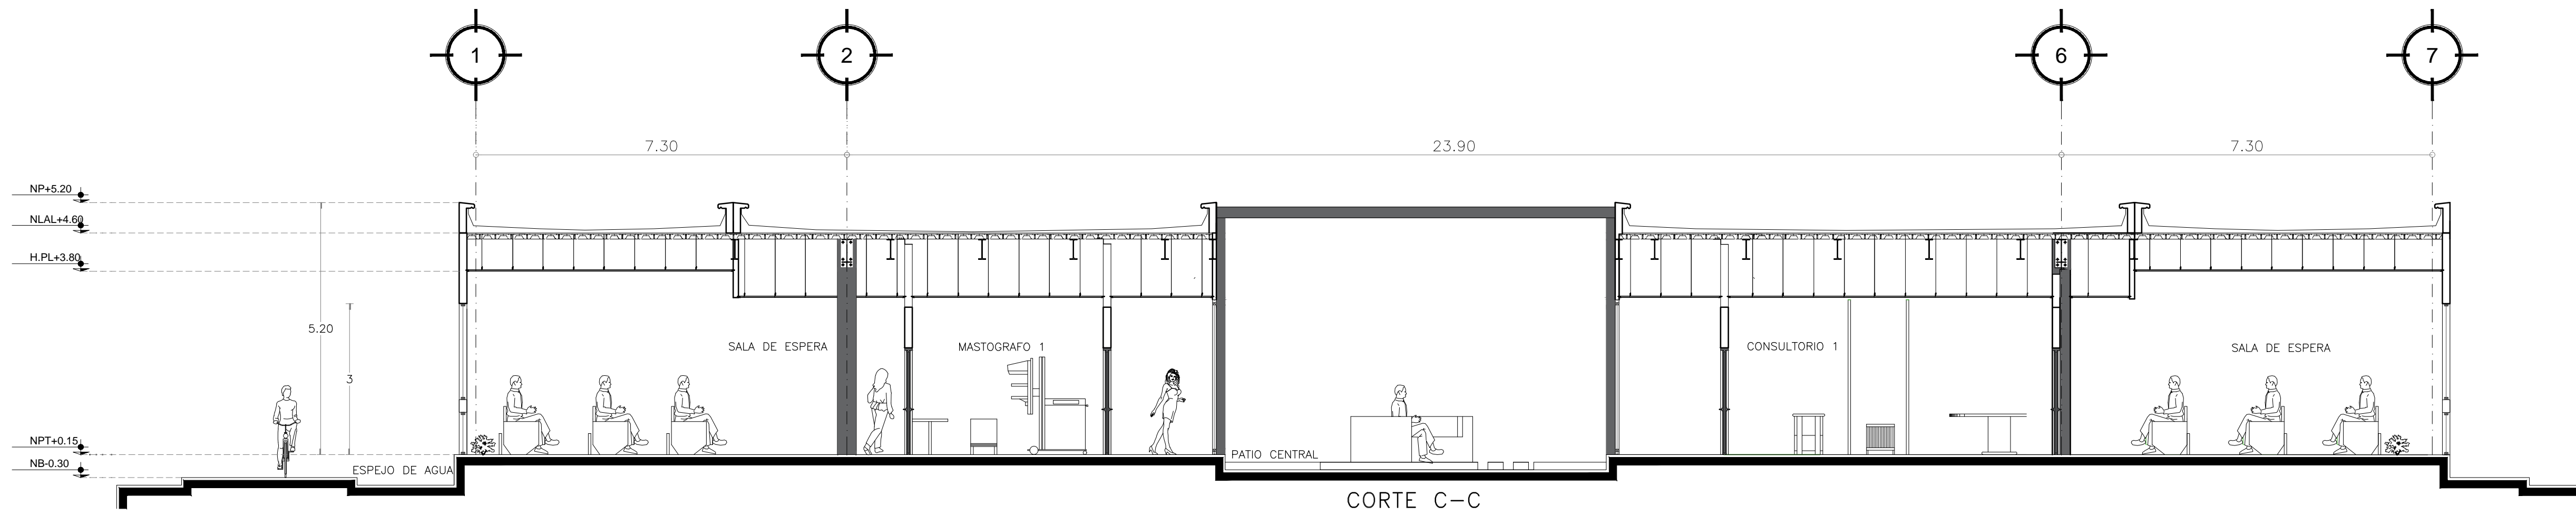 1
2
6
7
7.30
23.90
7.30
NP+5.20
NLAL+4.60
H.PL+3.80
5.20
3
SALA DE ESPERA
MASTOGRAFO 1
CONSULTORIO 1
SALA DE ESPERA
NPT+0.15
NB-0.30
ESPEJO DE AGUA
PATIO CENTRAL
CORTE C-C